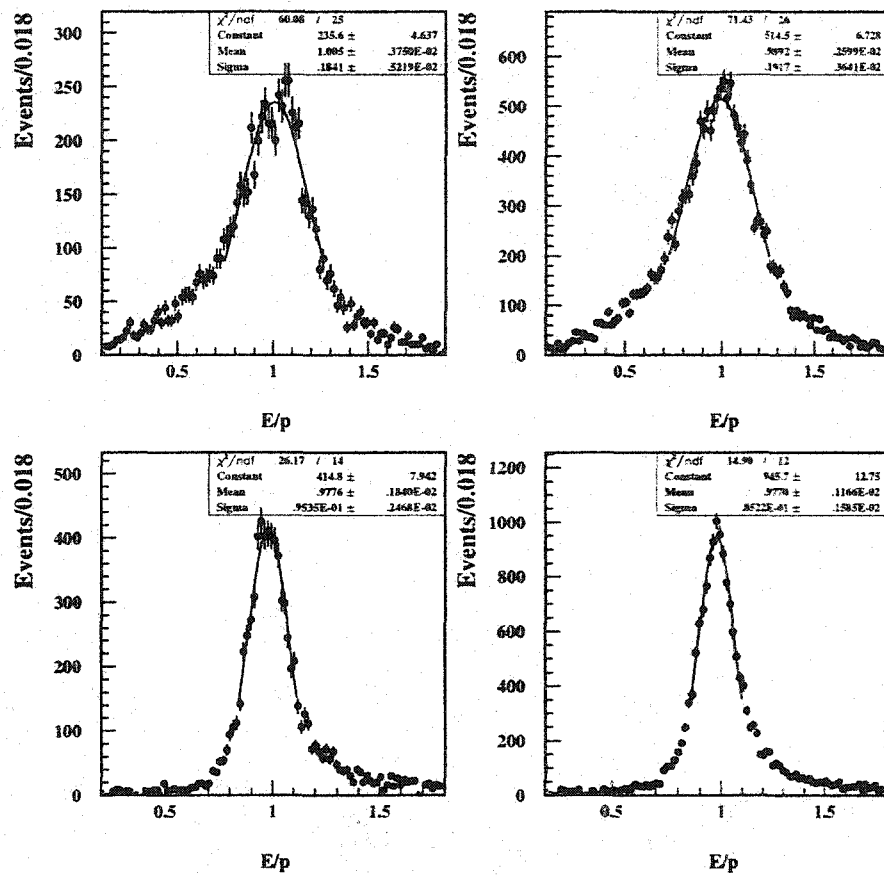 χ²/ndf 60.08 / 25
Constant 235.6 ± 4.637
Mean 1.005 ± .3750E-02
Sigma .1841 ± .5219E-02
Events/0.018
300
250
200
150
100
50
0
0.5 1 1.5
E/p
χ²/ndf 71.43 / 26
Constant 514.5 ± 6.728
Mean .9892 ± .2599E-02
Sigma .1917 ± .3641E-02
Events/0.018
600
500
400
300
200
100
0
0.5 1 1.5
E/p
χ²/ndf 26.17 / 14
Constant 414.8 ± 7.942
Mean .9776 ± .1840E-02
Sigma .9535E-01 ± .2468E-02
Events/0.018
500
400
300
200
100
0
0.5 1 1.5
E/p
χ²/ndf 14.90 / 12
Constant 945.7 ± 12.75
Mean .9770 ± .1166E-02
Sigma .8522E-01 ± .1585E-02
Events/0.018
1200
1000
800
600
400
200
0
0.5 1 1.5
E/p